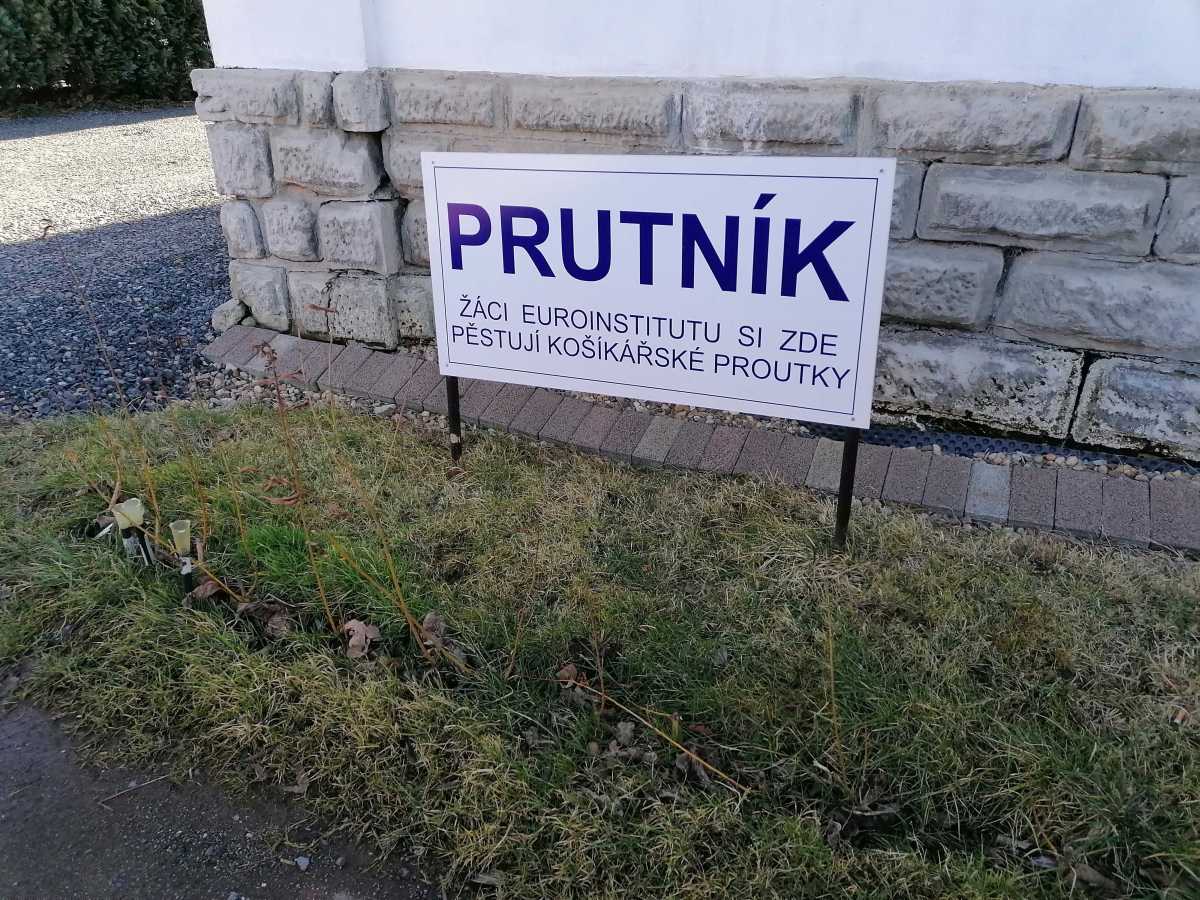 PRUTNÍK
ŽÁCI EUROINSTITUTU SI ZDE
PĚSTUJÍ KOŠÍKÁŘSKÉ PROUTKY